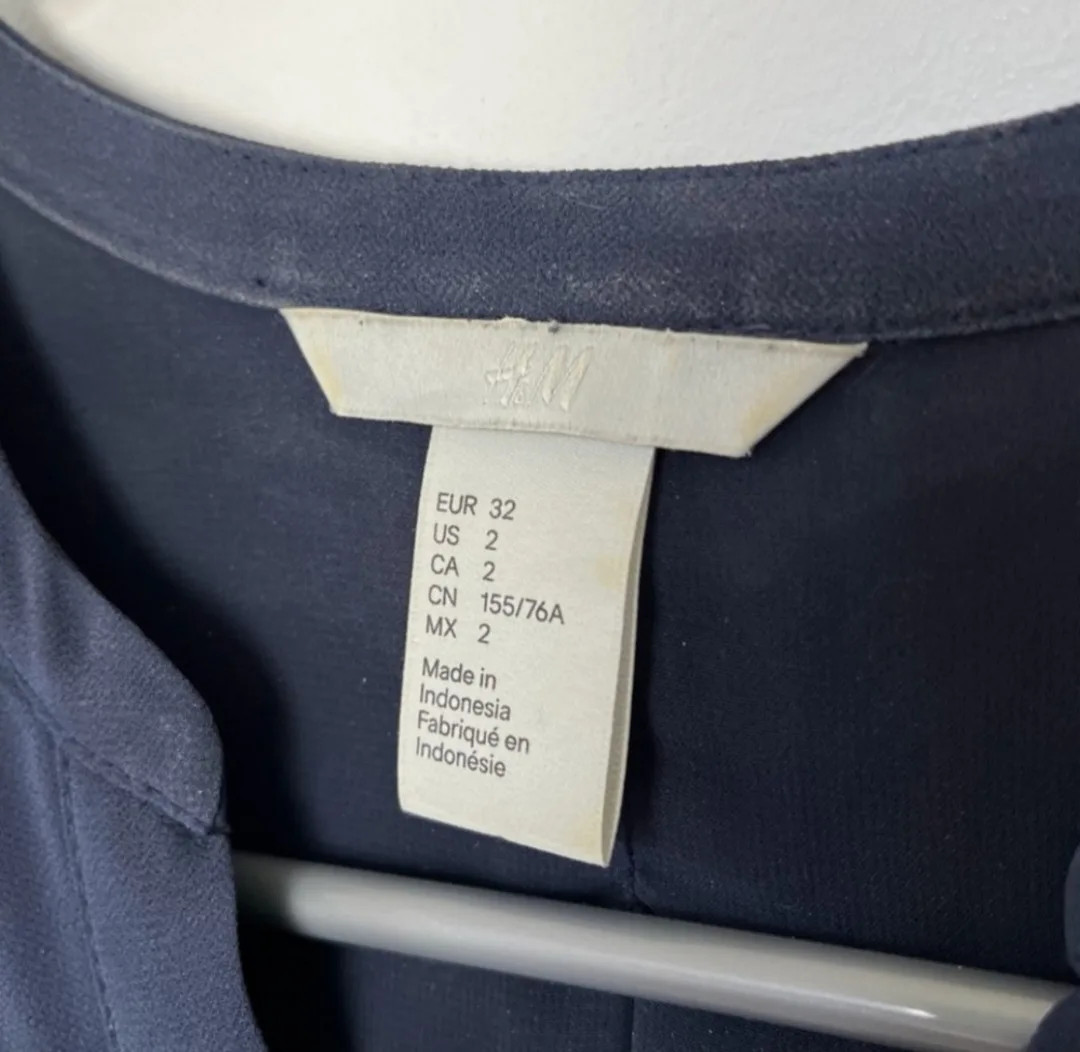 H&M
EUR 32
US 2
CA 2
CN 155/76A
MX 2
Made in
Indonesia
Fabriqué en
Indonésie